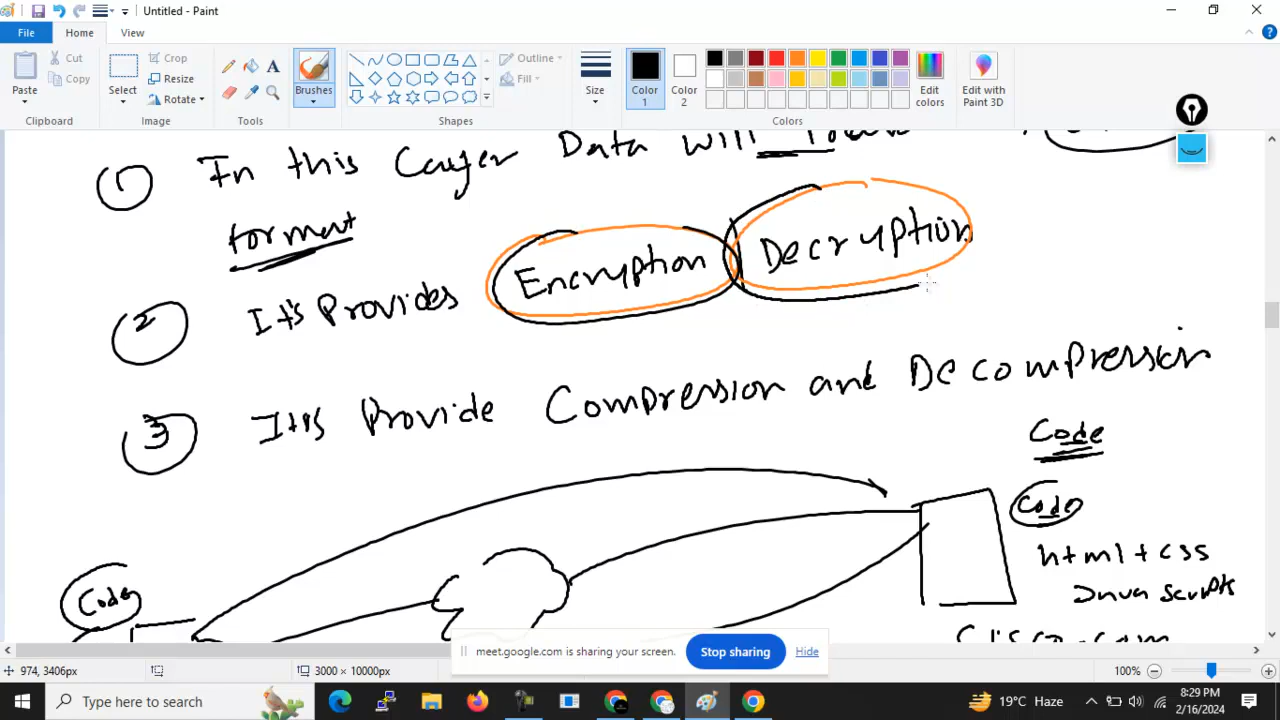 Untitled - Paint
File Home View
Paste Cut Copy Clipboard
Select Crop Resize Rotate Image
Tools
Brushes
Shapes Outline Fill
Size
Color 1 Color 2
Edit colors Edit with Paint 3D
Colors
1 In this Layer Data will
format
2 It's Provides Encryption Decryption
3 It's Provide Compression and Decompression
Code
Code
html + css
Java scripts
Code
meet.google.com is sharing your screen. Stop sharing Hide
974, 3406px 3000 × 10000px 100%
Type here to search 19°C Haze 8:29 PM
2/16/2024